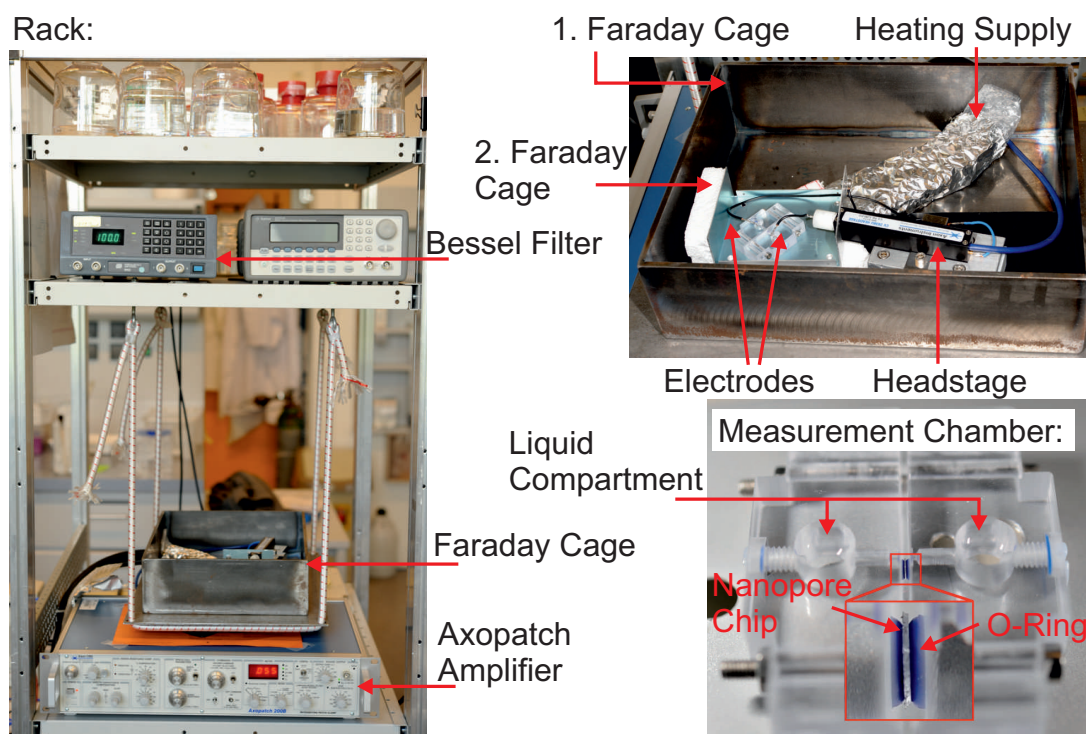 Rack:
1. Faraday Cage
Heating Supply
2. Faraday
Cage
Bessel Filter
100.0
Electrodes
Headstage
Liquid
Compartment
Measurement Chamber:
Faraday Cage
Nanopore
Chip
O-Ring
Axopatch
Amplifier
055
Axopatch 200B